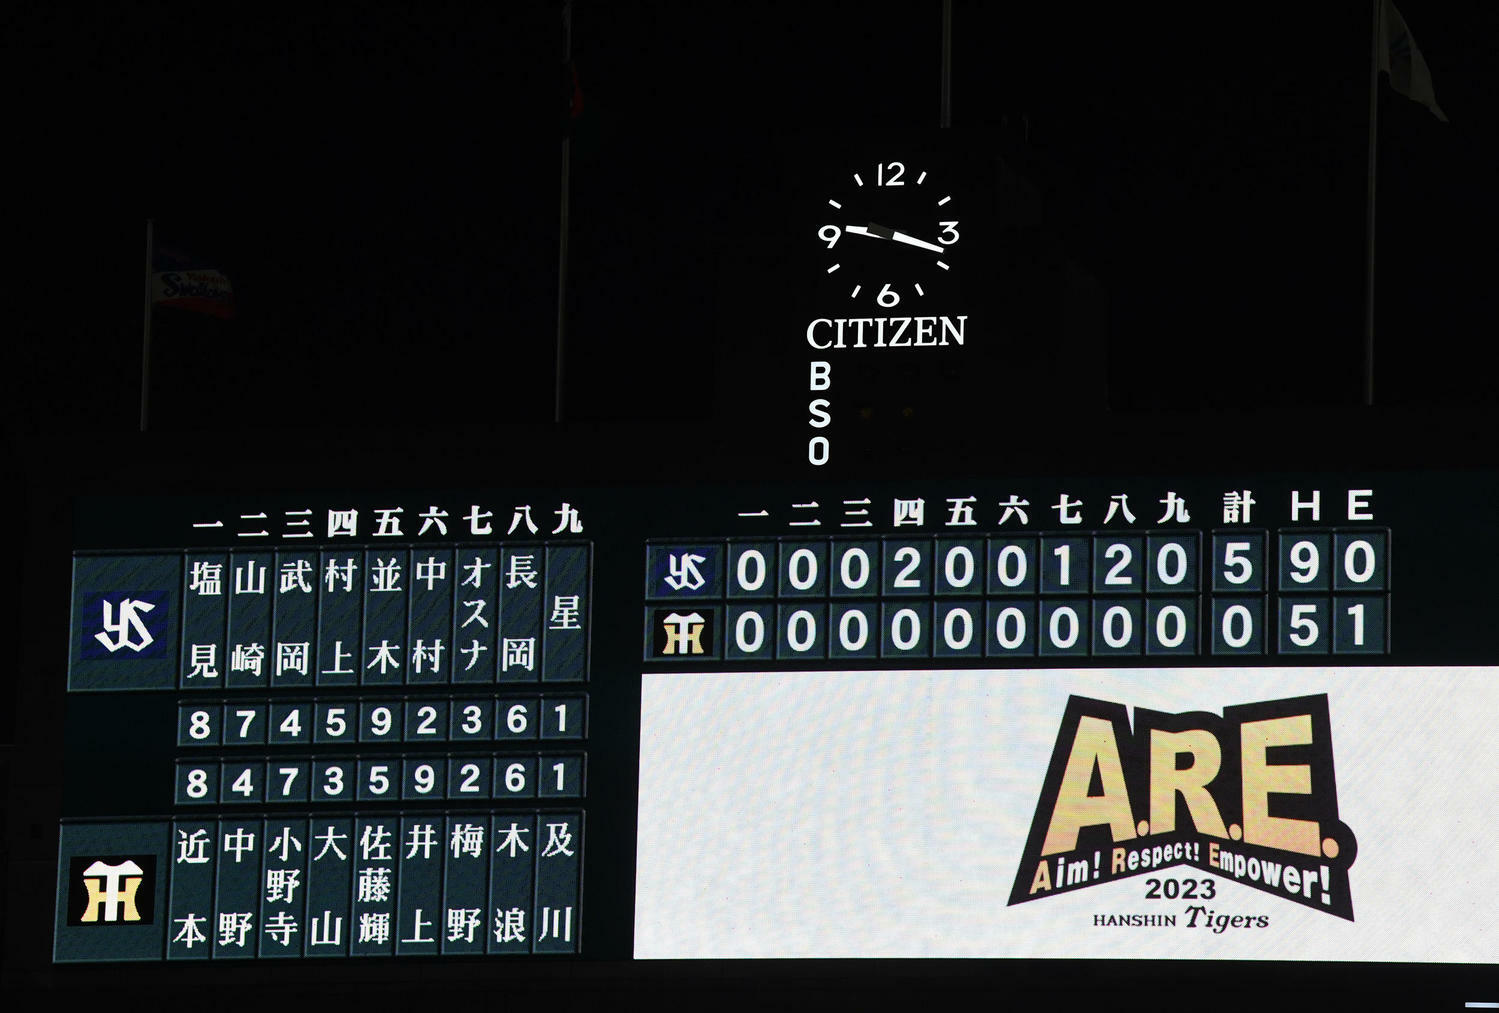 12
9 3
6
CITIZEN
B
S
O
一 二 三 四 五 六 七 八 九
塩見 山崎 武岡 村上 並木 中村 オスナ 長岡 星
YS
8 7 4 5 9 2 3 6 1
8 4 7 3 5 9 2 6 1
近本 中野 小野寺 大山 佐藤輝 井上 梅野 木浪 及川
HT
一 二 三 四 五 六 七 八 九 計 H E
YS 0 0 0 2 0 0 1 2 0 5 9 0
HT 0 0 0 0 0 0 0 0 0 0 5 1
A.R.E.
Aim! Respect! Empower!
2023
HANSHIN Tigers
Swallows